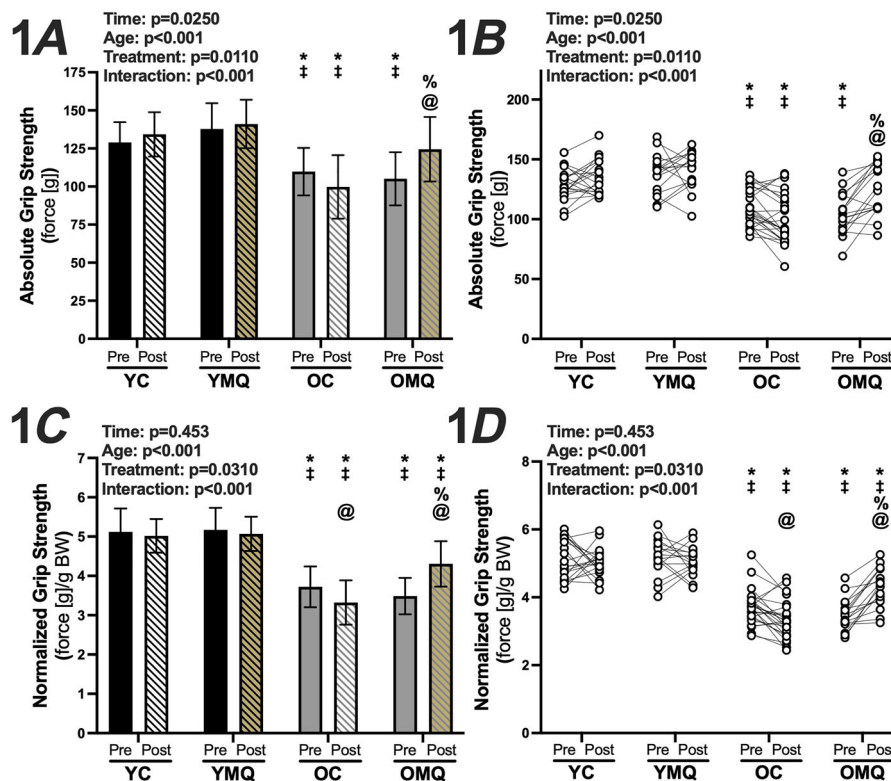 1A
Time: p=0.0250
Age: p<0.001
Treatment: p=0.0110
Interaction: p<0.001
* * *
‡ ‡ ‡
%
@
Absolute Grip Strength
(force [g])
175
150
125
100
75
50
25
0
Pre Post Pre Post Pre Post Pre Post
YC YMQ OC OMQ
1B
Time: p=0.0250
Age: p<0.001
Treatment: p=0.0110
Interaction: p<0.001
* * *
‡ ‡ ‡
%
@
Absolute Grip Strength
(force [g])
200
150
100
50
0
Pre Post Pre Post Pre Post Pre Post
YC YMQ OC OMQ
1C
Time: p=0.453
Age: p<0.001
Treatment: p=0.0310
Interaction: p<0.001
* * * *
‡ ‡ ‡ ‡
%
@ @
Normalized Grip Strength
(force [g]/g BW)
7
6
5
4
3
2
1
0
Pre Post Pre Post Pre Post Pre Post
YC YMQ OC OMQ
1D
Time: p=0.453
Age: p<0.001
Treatment: p=0.0310
Interaction: p<0.001
* * * *
‡ ‡ ‡ ‡
%
@ @
Normalized Grip Strength
(force [g]/g BW)
8
6
4
2
0
Pre Post Pre Post Pre Post Pre Post
YC YMQ OC OMQ